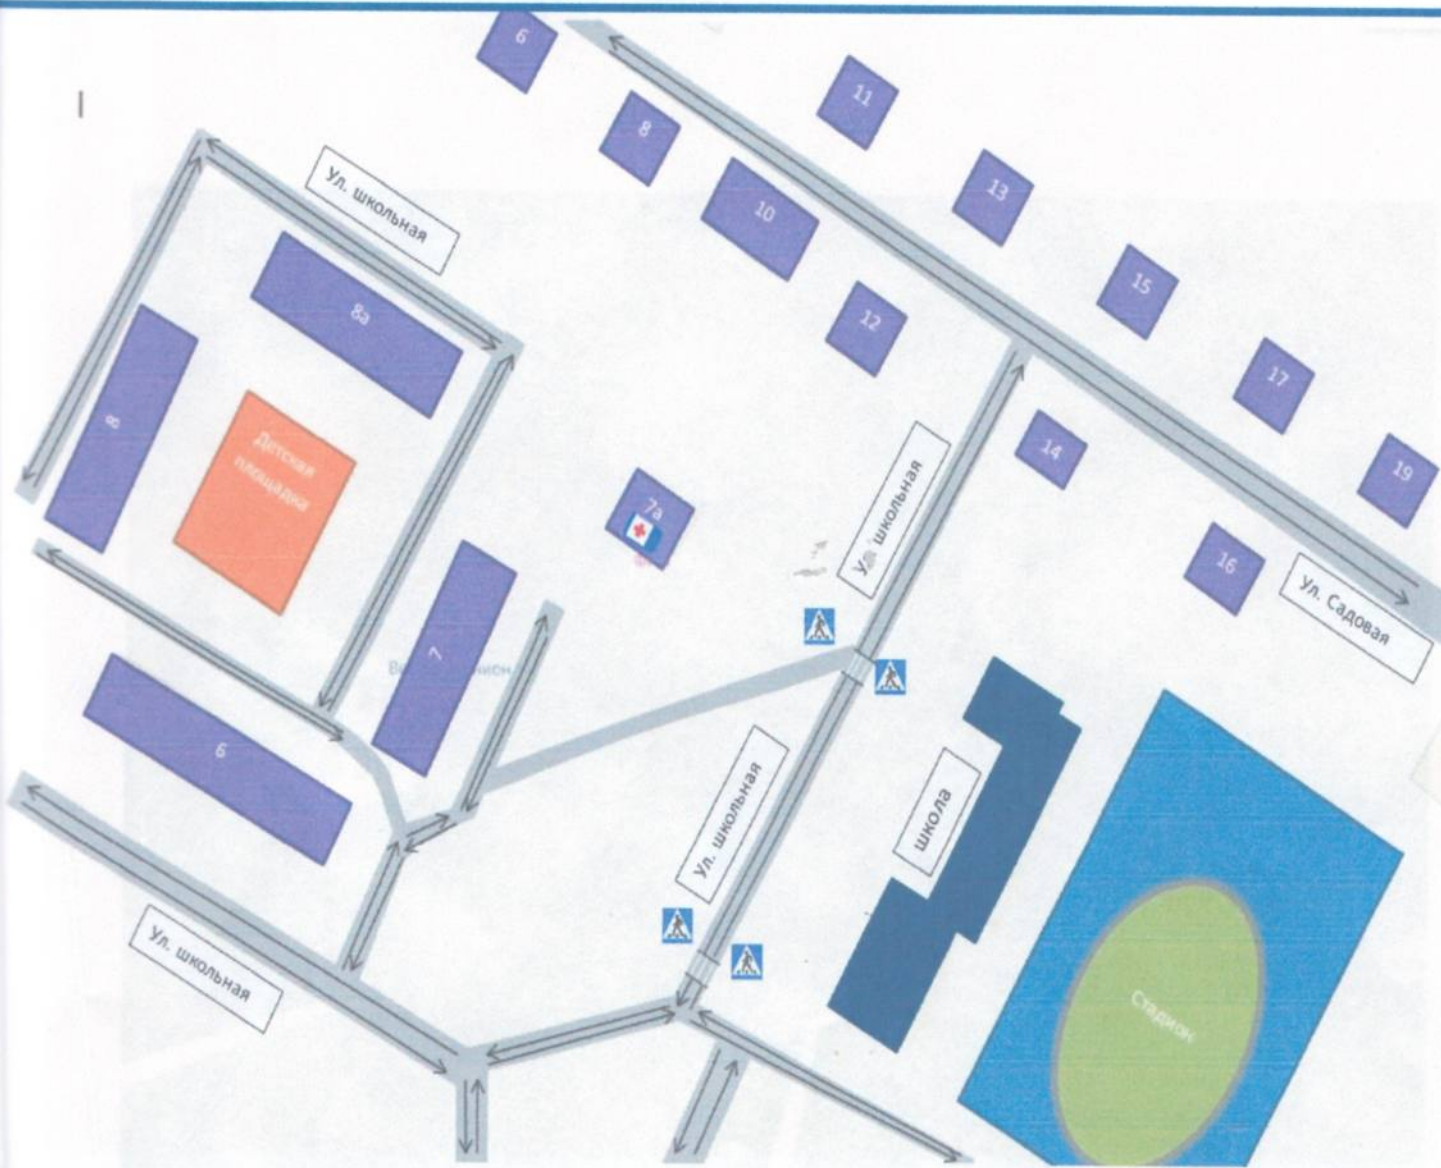 6
11
8
13
10
Ул. школьная
15
8а
12
17
8
14
19
Детская
площадка
7а
Ул. школьная
16
Ул. Садовая
7
6
Ул. школьная
школа
Ул. школьная
Стадион